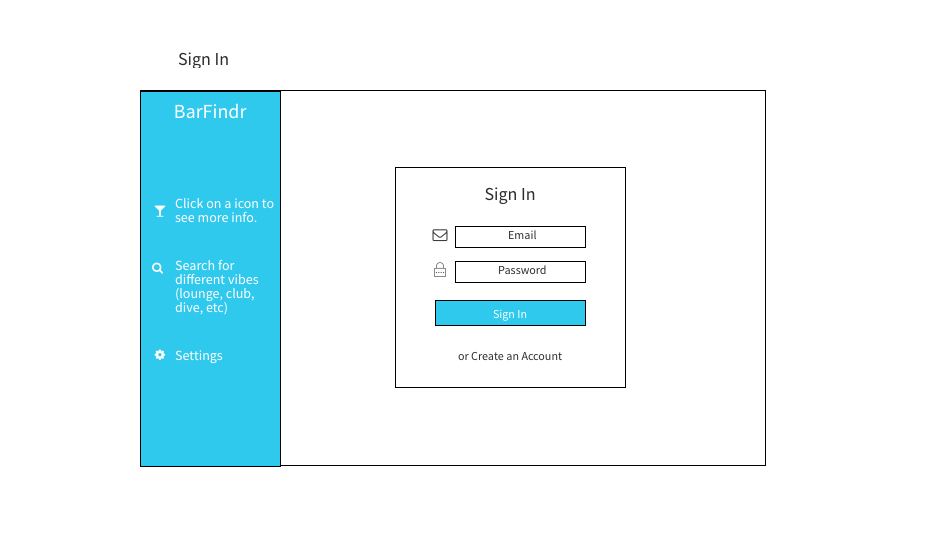 Sign In
BarFindr
Click on a icon to
see more info.
Search for
different vibes
(lounge, club,
dive, etc)
Settings
Sign In
Email
Password
Sign In
or Create an Account